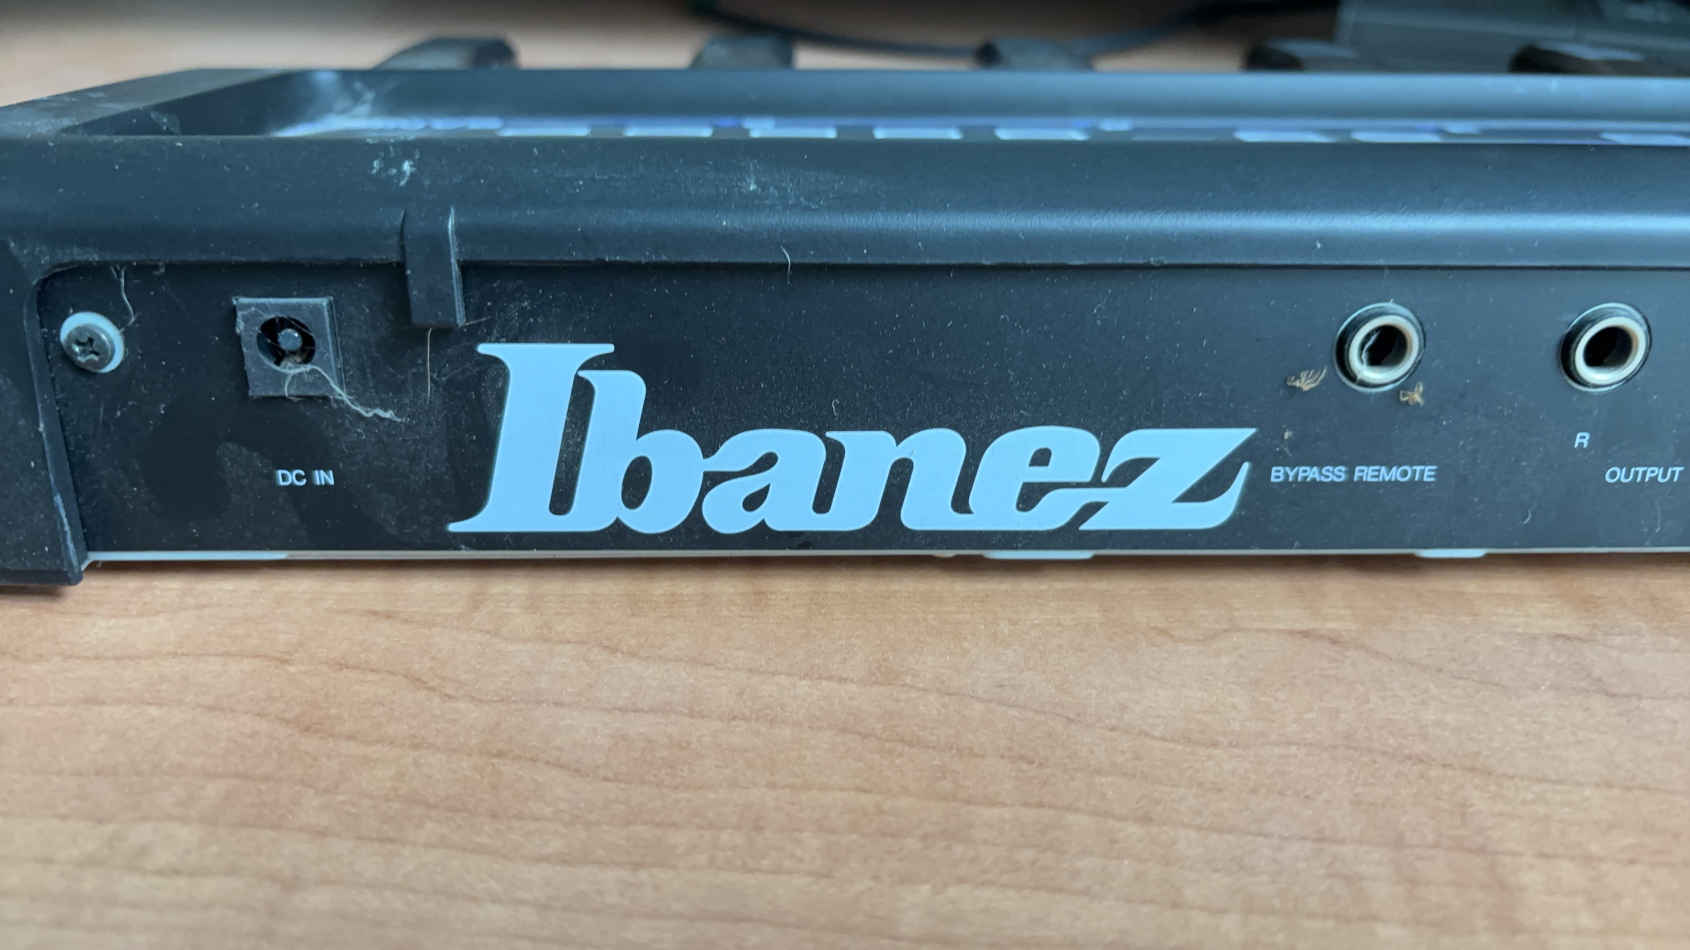 DC IN
Ibanez
BYPASS REMOTE
R
OUTPUT